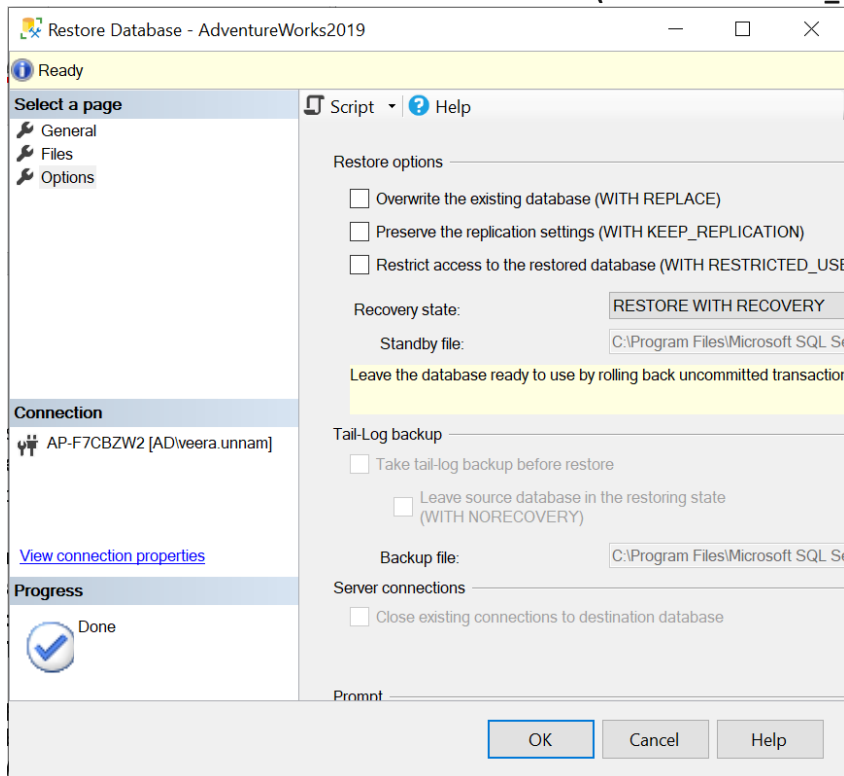 Restore Database - AdventureWorks2019
Ready
Select a page
General
Files
Options
Script
Help
Restore options
Overwrite the existing database (WITH REPLACE)
Preserve the replication settings (WITH KEEP_REPLICATION)
Restrict access to the restored database (WITH RESTRICTED_USE
Recovery state:
RESTORE WITH RECOVERY
Standby file:
C:\Program Files\Microsoft SQL Se
Leave the database ready to use by rolling back uncommitted transaction
Connection
AP-F7CBZW2 [AD\veera.unnam]
View connection properties
Tail-Log backup
Take tail-log backup before restore
Leave source database in the restoring state
(WITH NORECOVERY)
Backup file:
C:\Program Files\Microsoft SQL Se
Server connections
Close existing connections to destination database
Progress
Done
Prompt
OK
Cancel
Help